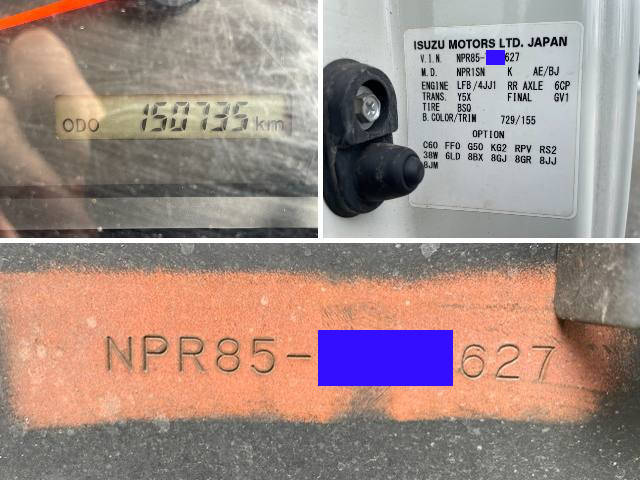 ODO 150735 km
ISUZU MOTORS LTD. JAPAN
V.I.N. NPR85- 627
M.D. NPR1SN K AE/BJ
ENGINE LFB/4JJ1 RR AXLE 6CP
TRANS. Y5X FINAL GV1
TIRE BSQ
B.COLOR/TRIM 729/155
OPTION
C60 FF0 G50 KG2 RPV RS2
38W 6LD 8BX 8GJ 8GR 8JJ
8JM
NPR85- 627